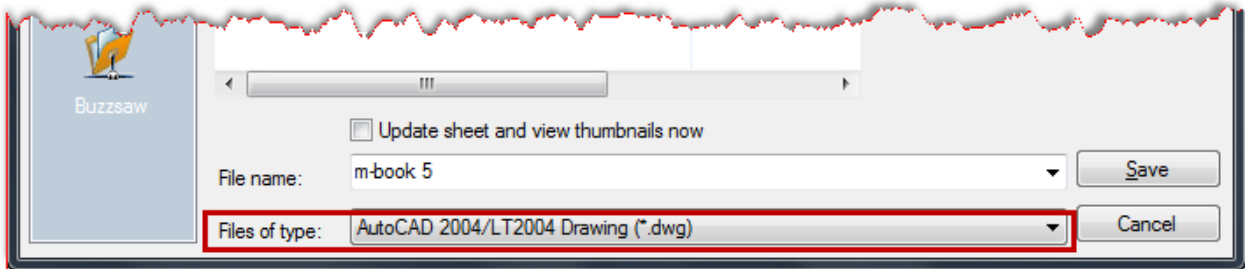 Buzzsaw
Update sheet and view thumbnails now
File name: m-book 5 Save
Files of type: AutoCAD 2004/LT2004 Drawing (*.dwg) Cancel